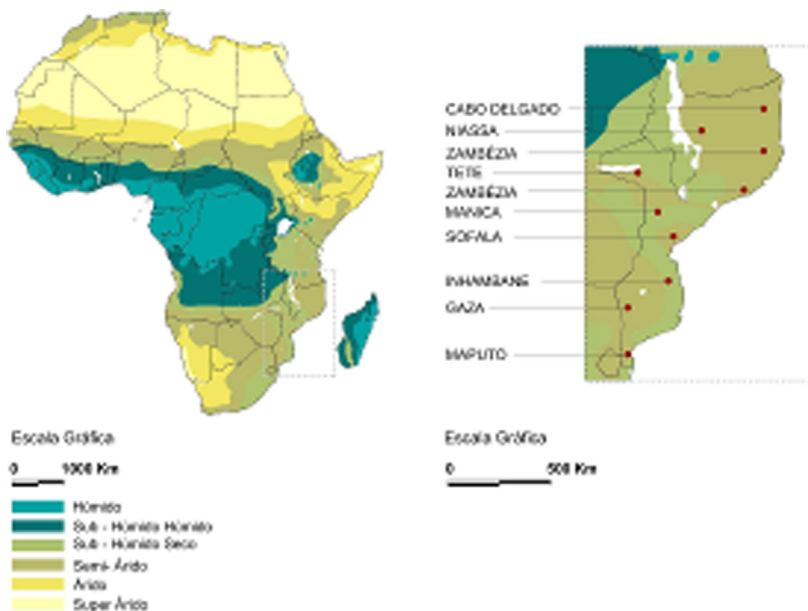 CABO DELGADO
NIASSA
ZAMBÉZIA
TETE
ZAMBÉZIA
MANICA
SOFALA
INHAMBANE
GAZA
MAPUTO
Escala Gráfica
0 1000 Km
Escala Gráfica
0 500 Km
Húmido
Sub - Húmido Húmido
Sub - Húmido Seco
Semi- Árido
Árido
Super Árido